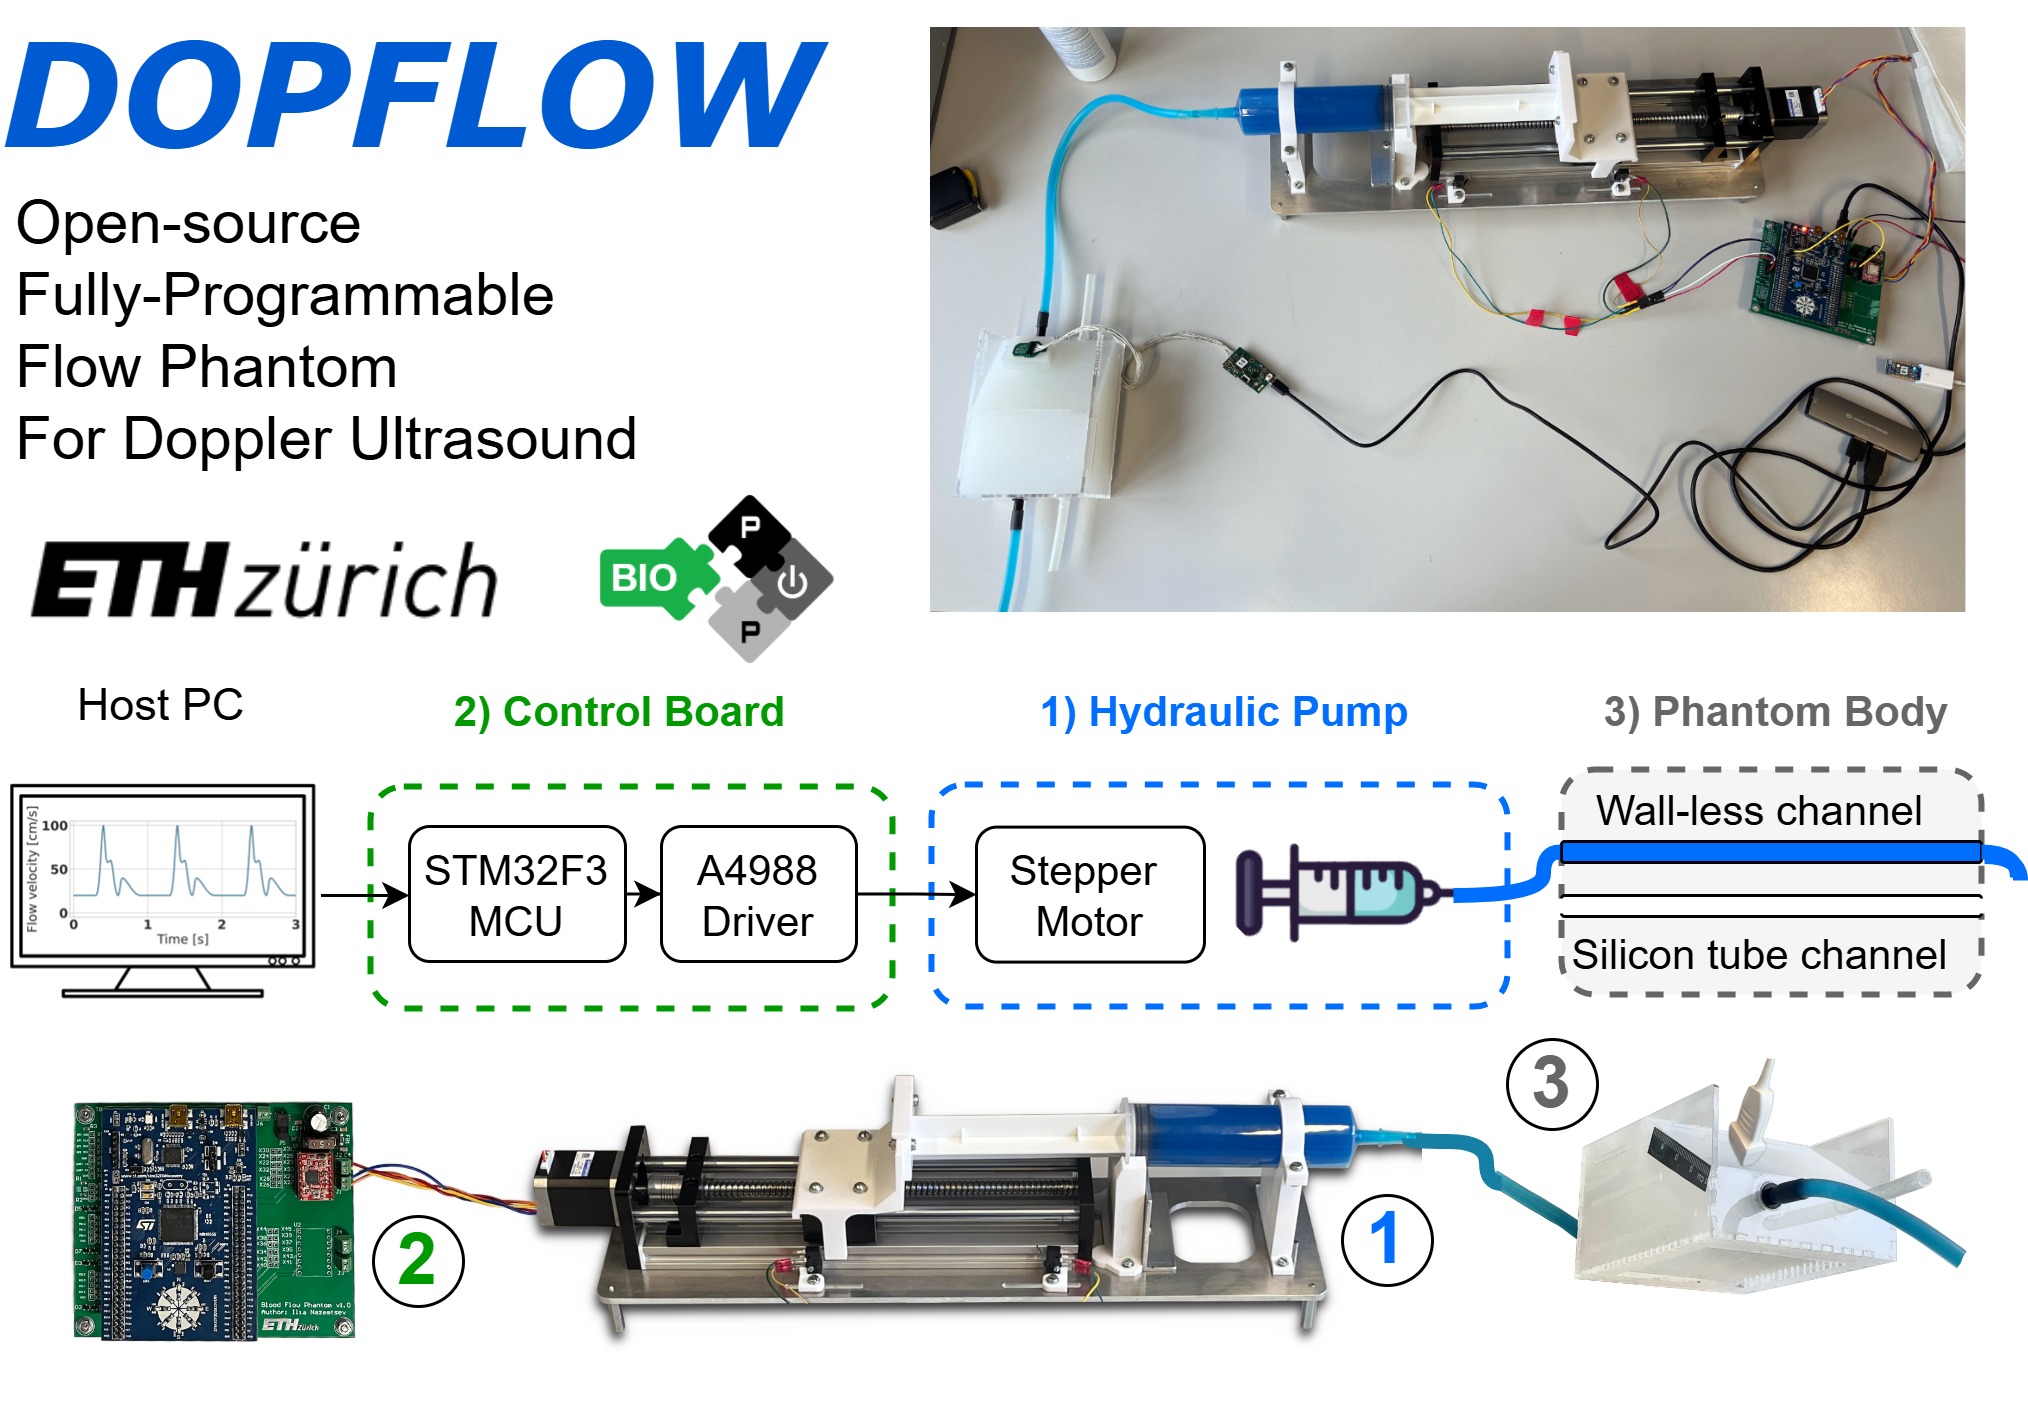 DOPFLOW
Open-source
Fully-Programmable
Flow Phantom
For Doppler Ultrasound
ETH zürich
BIO
P
P
Host PC
2) Control Board
1) Hydraulic Pump
3) Phantom Body
Flow velocity [cm/s]
100
50
0
0 1 2 3
Time [s]
STM32F3
MCU
A4988
Driver
Stepper
Motor
Wall-less channel
Silicon tube channel
3
2
1
Blood Flow Phantom v1.0
Author: Ilia Nazemtsev
ETH zürich